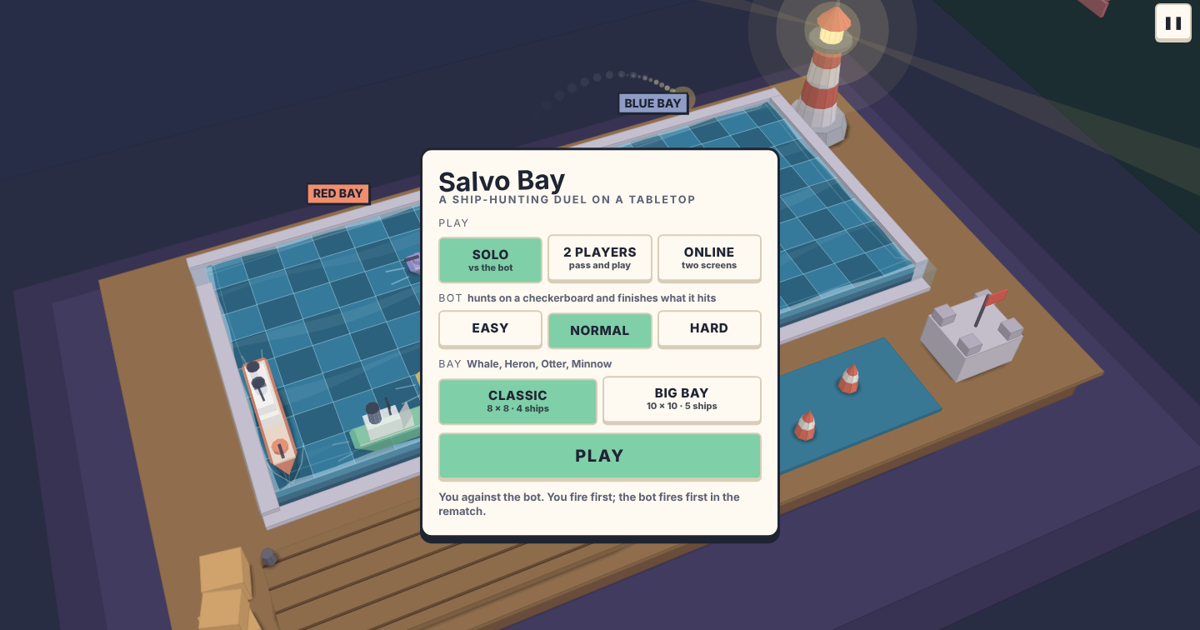 BLUE BAY
RED BAY
Salvo Bay
A SHIP-HUNTING DUEL ON A TABLETOP
PLAY
SOLO
vs the bot
2 PLAYERS
pass and play
ONLINE
two screens
BOT hunts on a checkerboard and finishes what it hits
EASY
NORMAL
HARD
BAY Whale, Heron, Otter, Minnow
CLASSIC
8 × 8 · 4 ships
BIG BAY
10 × 10 · 5 ships
PLAY
You against the bot. You fire first; the bot fires first in the
rematch.